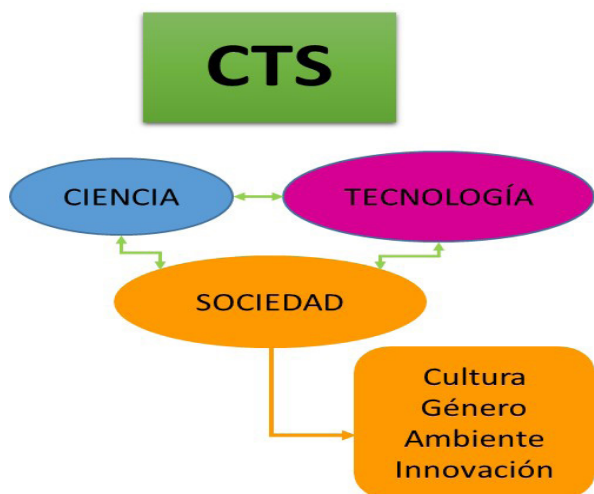 CTS
CIENCIA
TECNOLOGÍA
SOCIEDAD
Cultura
Género
Ambiente
Innovación